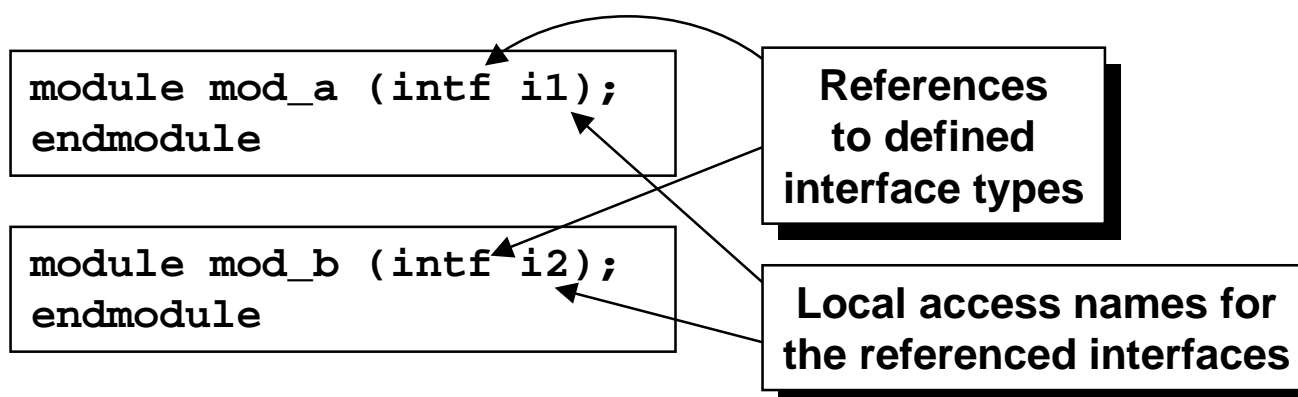 module mod_a (intf i1);
endmodule
References
to defined
interface types
module mod_b (intf i2);
endmodule
Local access names for
the referenced interfaces